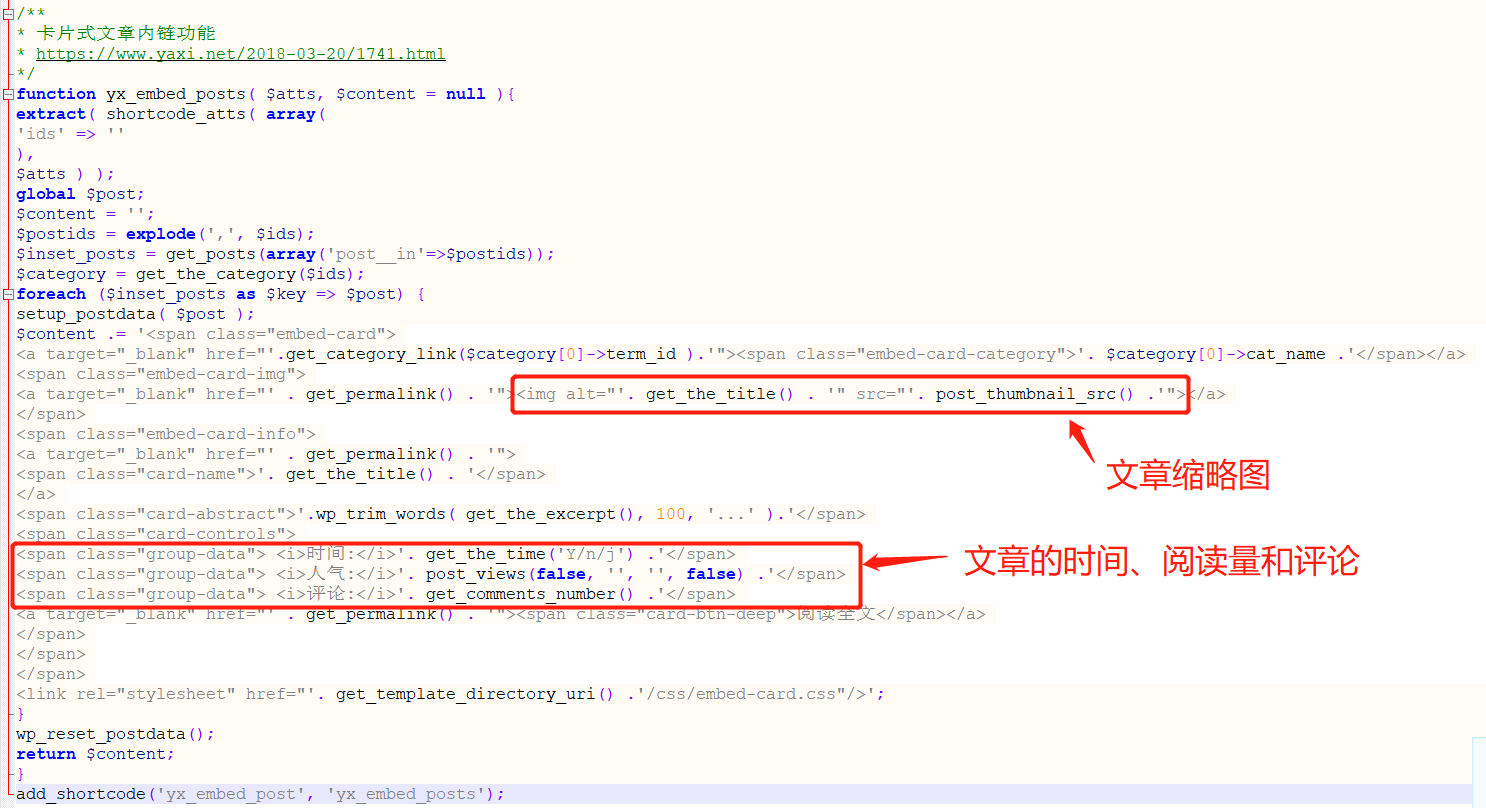 /**
* 卡片式文章内链功能
* https://www.yaxi.net/2018-03-20/1741.html
*/
function yx_embed_posts( $atts, $content = null ){
extract( shortcode_atts( array(
'ids' => ''
),
$atts ) );
global $post;
$content = '';
$postids = explode(',', $ids);
$inset_posts = get_posts(array('post__in'=>$postids));
$category = get_the_category($ids);
foreach ($inset_posts as $key => $post) {
setup_postdata( $post );
$content .= '<span class="embed-card">
<a target="_blank" href="'.get_category_link($category[0]->term_id ).'"><span class="embed-card-category">'. $category[0]->cat_name .'</span></a>
<span class="embed-card-img">
<a target="_blank" href="' . get_permalink() . '"><img alt="'. get_the_title() . '" src="'. post_thumbnail_src() .'"></a>
</span>
<span class="embed-card-info">
<a target="_blank" href="' . get_permalink() . '">
<span class="card-name">'. get_the_title() . '</span>
文章缩略图
</a>
<span class="card-abstract">'.wp_trim_words( get_the_excerpt(), 100, '...' ).'</span>
<span class="card-controls">
<span class="group-data"> <i>时间:</i>'. get_the_time('Y/n/j') .'</span>
文章的时间、阅读量和评论
<span class="group-data"> <i>人气:</i>'. post_views(false, '', '', false) .'</span>
<span class="group-data"> <i>评论:</i>'. get_comments_number() .'</span>
<a target="_blank" href="' . get_permalink() . '"><span class="card-btn-deep">阅读全文</span></a>
</span>
</span>
</span>
<link rel="stylesheet" href="'. get_template_directory_uri() .'/css/embed-card.css"/>';
}
wp_reset_postdata();
return $content;
}
add_shortcode('yx_embed_post', 'yx_embed_posts');